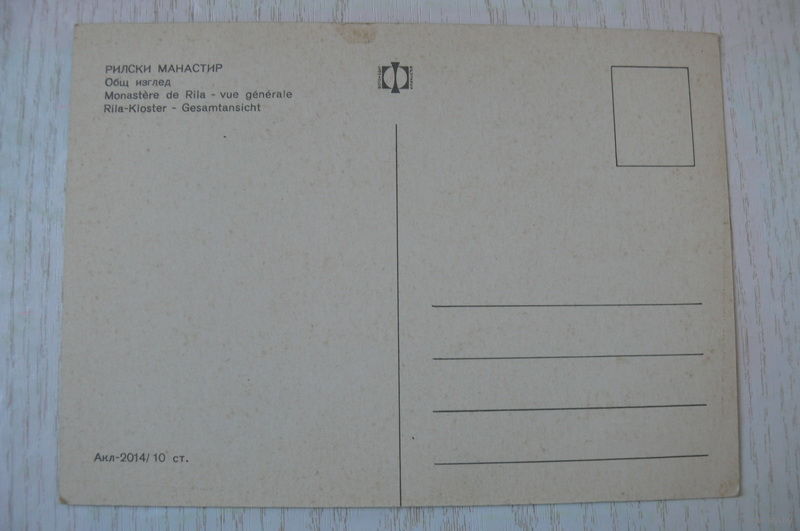 РИЛСКИ МАНАСТИР
Общ изглед
Monastère de Rila - vue générale
Rila-Kloster - Gesamtansicht
Акл-2014/10 ст.